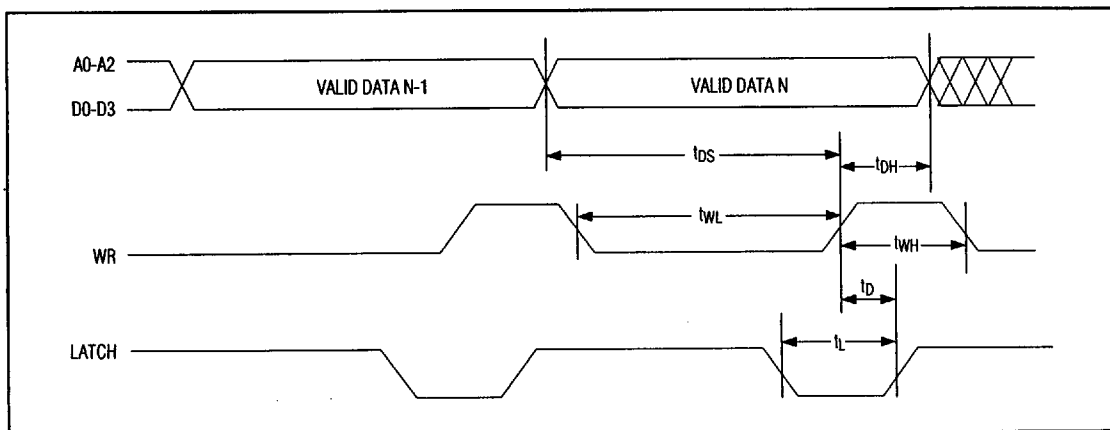 A0-A2
VALID DATA N-1
VALID DATA N
D0-D3
tDS
tDH
tWL
WR
tWH
tD
LATCH
tL